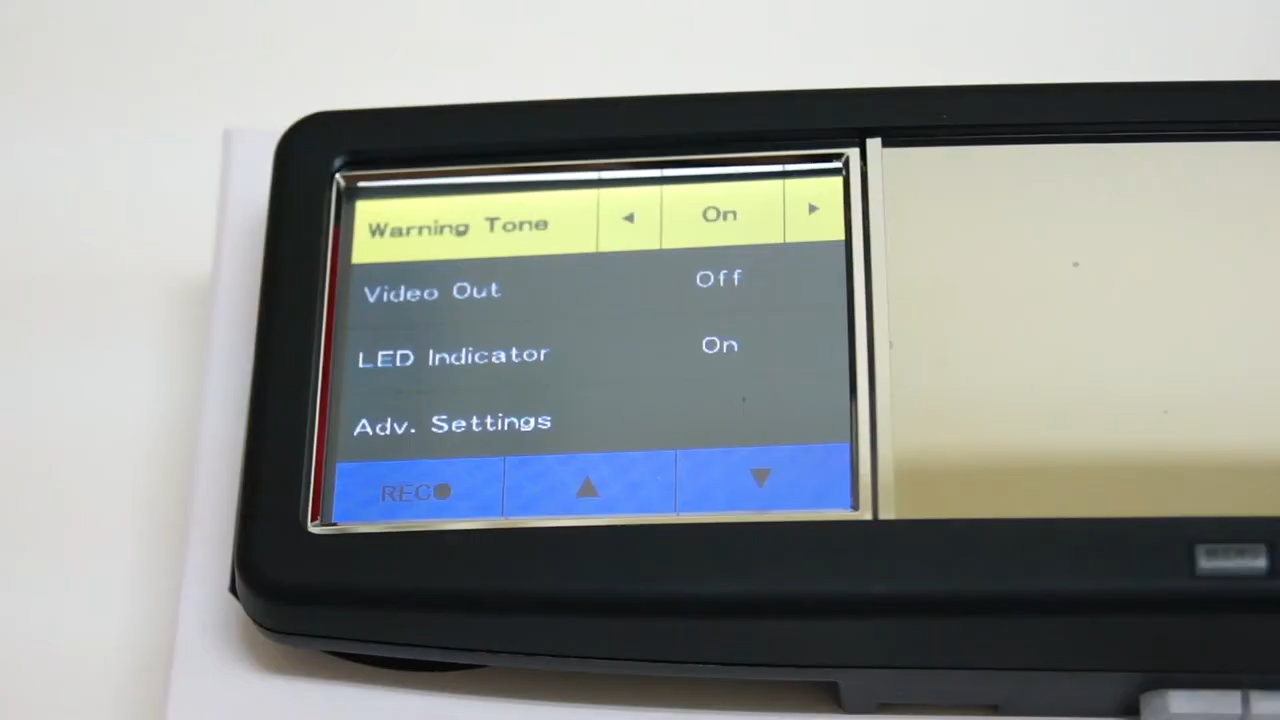 Warning Tone ◀ On ▶
Video Out Off
LED Indicator On
Adv. Settings
REC● ▲ ▼